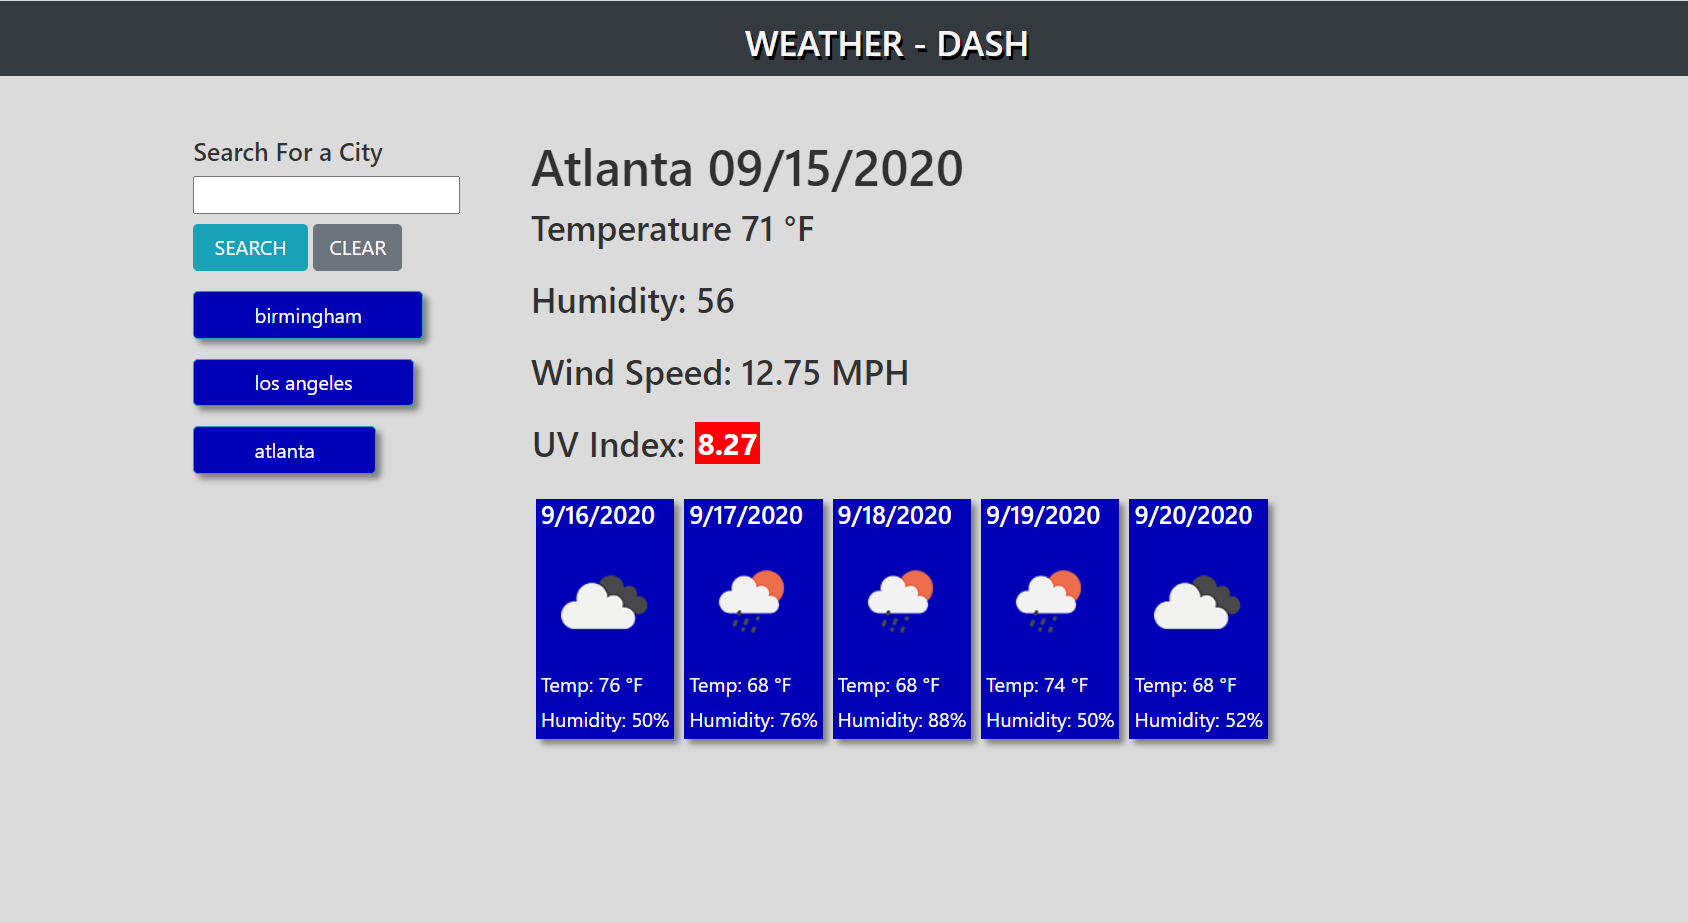 WEATHER - DASH
Search For a City
SEARCH CLEAR
birmingham
los angeles
atlanta
Atlanta 09/15/2020
Temperature 71 °F
Humidity: 56
Wind Speed: 12.75 MPH
UV Index: 8.27
9/16/2020
Temp: 76 °F
Humidity: 50%
9/17/2020
Temp: 68 °F
Humidity: 76%
9/18/2020
Temp: 68 °F
Humidity: 88%
9/19/2020
Temp: 74 °F
Humidity: 50%
9/20/2020
Temp: 68 °F
Humidity: 52%